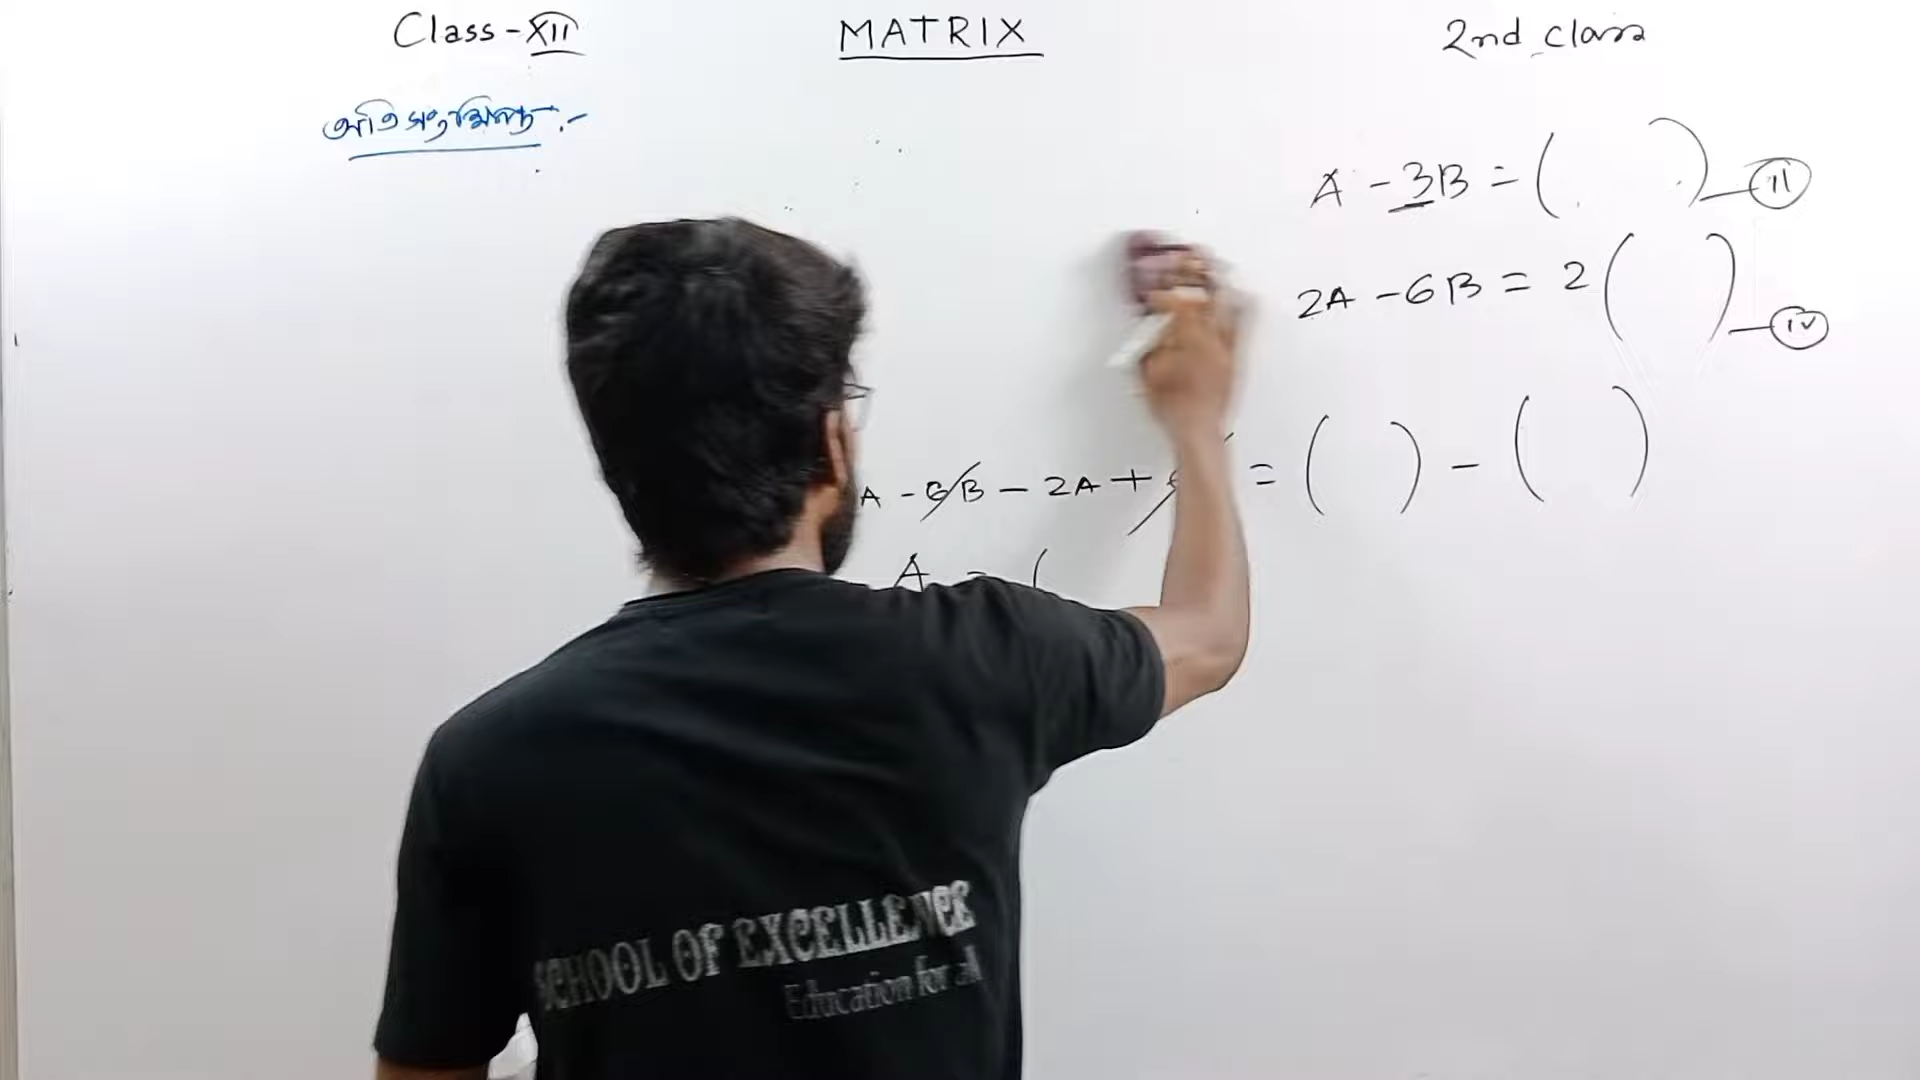 Class-XII MATRIX 2nd class
অতি সংক্ষিপ্ত :-
A - 3B = ( ) — II
2A - 6B = 2 ( ) — IV
A - 6B - 2A + = ( ) - ( )
A = (
SCHOOL OF EXCELLENCE
Education for all